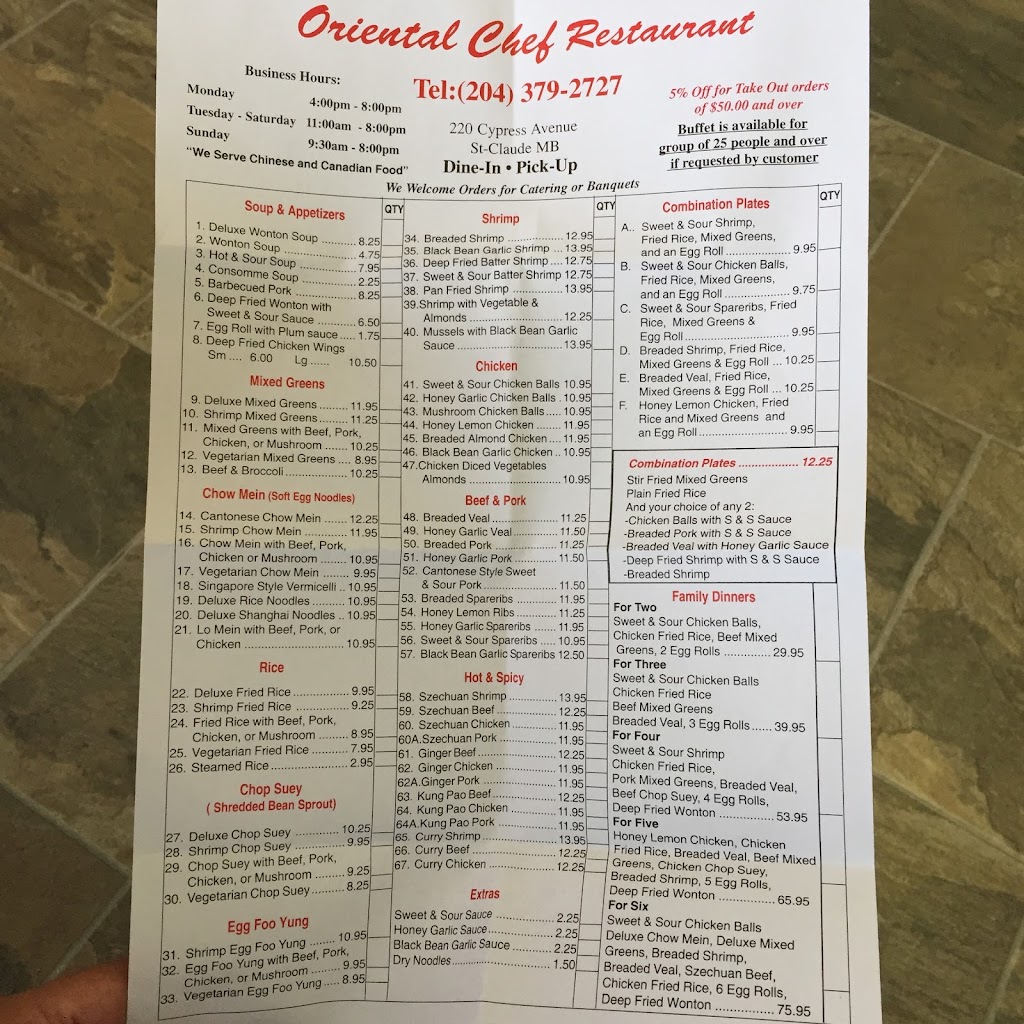 Oriental Chef Restaurant
Business Hours:
Monday 4:00pm - 8:00pm
Tuesday - Saturday 11:00am - 8:00pm
Sunday 9:30am - 8:00pm
"We Serve Chinese and Canadian Food"
Tel:(204) 379-2727
220 Cypress Avenue
St-Claude MB
Dine-In • Pick-Up
5% Off for Take Out orders
of $50.00 and over
Buffet is available for
group of 25 people and over
if requested by customer
We Welcome Orders for Catering or Banquets
Soup & Appetizers
QTY
1. Deluxe Wonton Soup .......... 8.25
2. Wonton Soup .......... 4.75
3. Hot & Sour Soup .......... 7.95
4. Consomme Soup .......... 2.25
5. Barbecued Pork .......... 8.25
6. Deep Fried Wonton with
Sweet & Sour Sauce .......... 6.50
7. Egg Roll with Plum sauce .... 1.75
8. Deep Fried Chicken Wings
Sm .... 6.00 Lg ...... 10.50
Mixed Greens
9. Deluxe Mixed Greens ......... 11.95
10. Shrimp Mixed Greens ........ 11.25
11. Mixed Greens with Beef, Pork,
Chicken, or Mushroom ....... 10.25
12. Vegetarian Mixed Greens .... 8.95
13. Beef & Broccoli ................ 10.25
Chow Mein (Soft Egg Noodles)
14. Cantonese Chow Mein ....... 12.25
15. Shrimp Chow Mein ............ 11.95
16. Chow Mein with Beef, Pork,
Chicken or Mushroom ........ 10.95
17. Vegetarian Chow Mein ....... 9.95
18. Singapore Style Vermicelli .. 10.95
19. Deluxe Rice Noodles .......... 10.95
20. Deluxe Shanghai Noodles .. 10.95
21. Lo Mein with Beef, Pork, or
Chicken ............................ 10.95
Rice
22. Deluxe Fried Rice ............... 9.95
23. Shrimp Fried Rice ............... 9.25
24. Fried Rice with Beef, Pork,
Chicken, or Mushroom ......... 8.95
25. Vegetarian Fried Rice .......... 7.95
26. Steamed Rice ..................... 2.95
Chop Suey
( Shredded Bean Sprout)
27. Deluxe Chop Suey ............ 10.25
28. Shrimp Chop Suey ............. 9.95
29. Chop Suey with Beef, Pork,
Chicken, or Mushroom ......... 9.25
30. Vegetarian Chop Suey ......... 8.25
Egg Foo Yung
31. Shrimp Egg Foo Yung ........ 10.95
32. Egg Foo Yung with Beef, Pork,
Chicken, or Mushroom ......... 9.95
33. Vegetarian Egg Foo Yung ..... 8.95
Shrimp
QTY
34. Breaded Shrimp ................ 12.95
35. Black Bean Garlic Shrimp ... 13.95
36. Deep Fried Batter Shrimp .... 12.75
37. Sweet & Sour Batter Shrimp 12.75
38. Pan Fried Shrimp ............... 13.95
39.Shrimp with Vegetable &
Almonds ............................ 12.25
40. Mussels with Black Bean Garlic
Sauce ................................ 13.95
Chicken
41. Sweet & Sour Chicken Balls 10.95
42. Honey Garlic Chicken Balls . 10.95
43. Mushroom Chicken Balls ..... 10.95
44. Honey Lemon Chicken ....... 11.95
45. Breaded Almond Chicken .... 11.95
46. Black Bean Garlic Chicken .. 10.95
47.Chicken Diced Vegetables
Almonds ............................ 10.95
Beef & Pork
48. Breaded Veal ..................... 11.25
49. Honey Garlic Veal .............. 11.50
50. Breaded Pork .................... 11.25
51. Honey Garlic Pork .............. 11.50
52. Cantonese Style Sweet
& Sour Pork ....................... 11.50
53. Breaded Spareribs ............. 11.95
54. Honey Lemon Ribs ............. 11.25
55. Honey Garlic Spareribs ....... 11.95
56. Sweet & Sour Spareribs ..... 10.95
57. Black Bean Garlic Spareribs 12.50
Hot & Spicy
58. Szechuan Shrimp ............... 13.95
59. Szechuan Beef ................... 12.25
60. Szechuan Chicken .............. 11.95
60A.Szechuan Pork ................. 11.95
61. Ginger Beef ....................... 12.25
62. Ginger Chicken .................. 11.95
62A.Ginger Pork ...................... 11.95
63. Kung Pao Beef .................. 12.25
64. Kung Pao Chicken .............. 11.95
64A.Kung Pao Pork ................. 11.95
65. Curry Shrimp ..................... 13.95
66. Curry Beef ......................... 12.25
67. Curry Chicken .................... 12.25
Extras
Sweet & Sour Sauce ................ 2.25
Honey Garlic Sauce .................. 2.25
Black Bean Garlic Sauce ........... 2.25
Dry Noodles ............................. 1.50
Combination Plates
QTY
A.. Sweet & Sour Shrimp,
Fried Rice, Mixed Greens,
and an Egg Roll .................... 9.95
B. Sweet & Sour Chicken Balls,
Fried Rice, Mixed Greens,
and an Egg Roll .................... 9.75
C. Sweet & Sour Spareribs, Fried
Rice, Mixed Greens &
Egg Roll ............................... 9.95
D. Breaded Shrimp, Fried Rice,
Mixed Greens & Egg Roll ... 10.25
E. Breaded Veal, Fried Rice,
Mixed Greens & Egg Roll ... 10.25
F. Honey Lemon Chicken, Fried
Rice and Mixed Greens and
an Egg Roll .......................... 9.95
Combination Plates .................. 12.25
Stir Fried Mixed Greens
Plain Fried Rice
And your choice of any 2:
-Chicken Balls with S & S Sauce
-Breaded Pork with S & S Sauce
-Breaded Veal with Honey Garlic Sauce
-Deep Fried Shrimp with S & S Sauce
-Breaded Shrimp
Family Dinners
For Two
Sweet & Sour Chicken Balls,
Chicken Fried Rice, Beef Mixed
Greens, 2 Egg Rolls .............. 29.95
For Three
Sweet & Sour Chicken Balls
Chicken Fried Rice
Beef Mixed Greens
Breaded Veal, 3 Egg Rolls...... 39.95
For Four
Sweet & Sour Shrimp
Chicken Fried Rice,
Pork Mixed Greens, Breaded Veal,
Beef Chop Suey, 4 Egg Rolls,
Deep Fried Wonton ................ 53.95
For Five
Honey Lemon Chicken, Chicken
Fried Rice, Breaded Veal, Beef Mixed
Greens, Chicken Chop Suey,
Breaded Shrimp, 5 Egg Rolls,
Deep Fried Wonton ................ 65.95
For Six
Sweet & Sour Chicken Balls
Deluxe Chow Mein, Deluxe Mixed
Greens, Breaded Shrimp,
Breaded Veal, Szechuan Beef,
Chicken Fried Rice, 6 Egg Rolls,
Deep Fried Wonton ................ 75.95